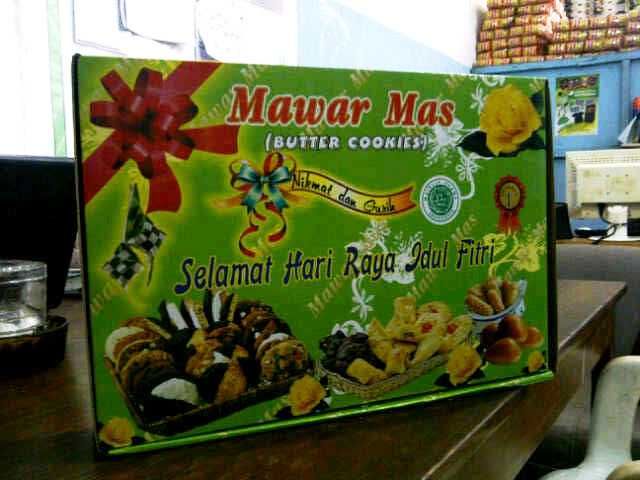 Mawar Mas
(BUTTER COOKIES)
Nikmat dan Gurih
Selamat Hari Raya Idul Fitri